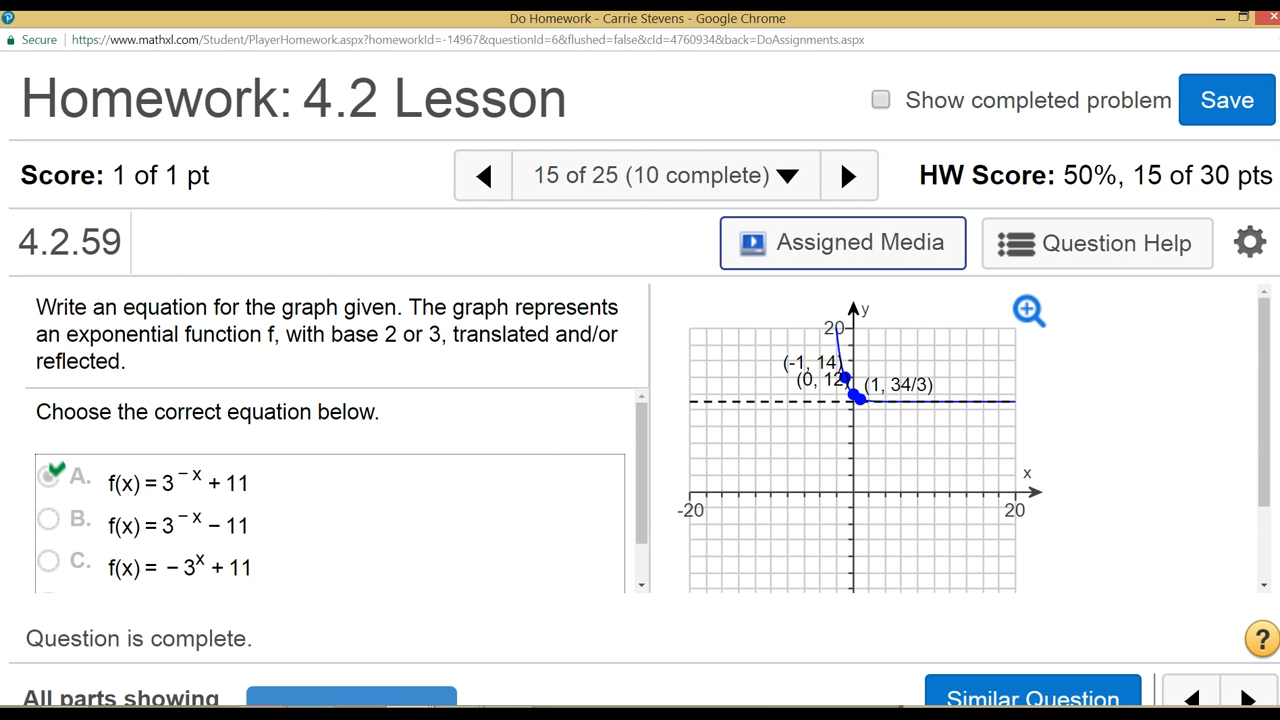 Do Homework - Carrie Stevens - Google Chrome
Secure | https://www.mathxl.com/Student/PlayerHomework.aspx?homeworkId=-14967&questionId=6&flushed=false&cId=4760934&back=DoAssignments.aspx
Homework: 4.2 Lesson
Show completed problem
Save
Score: 1 of 1 pt
15 of 25 (10 complete)
HW Score: 50%, 15 of 30 pts
4.2.59
Assigned Media
Question Help
Write an equation for the graph given. The graph represents
an exponential function f, with base 2 or 3, translated and/or
reflected.
Choose the correct equation below.
A. f(x) = 3^{-x} + 11
B. f(x) = 3^{-x} - 11
C. f(x) = -3^{x} + 11
y
20
(-1, 14)
(0, 12)
(1, 34/3)
x
-20
20
Question is complete.
?
All parts showing
Similar Question